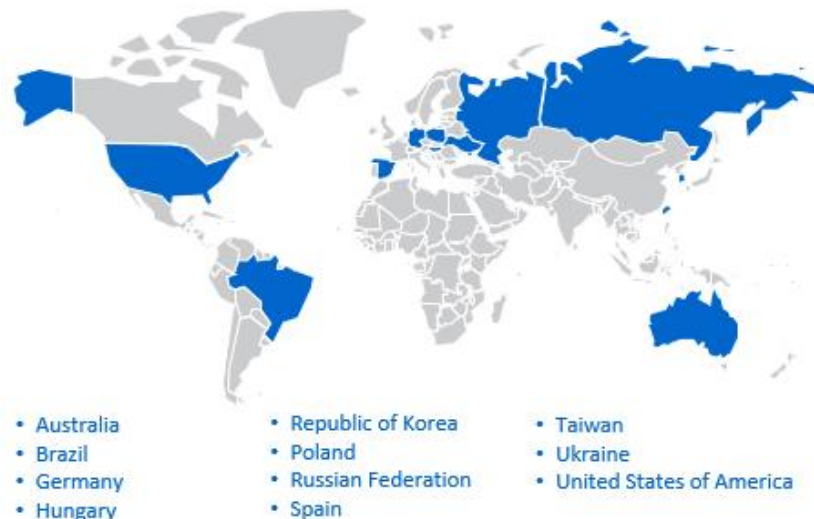 • Australia
• Brazil
• Germany
• Hungary
• Republic of Korea
• Poland
• Russian Federation
• Spain
• Taiwan
• Ukraine
• United States of America